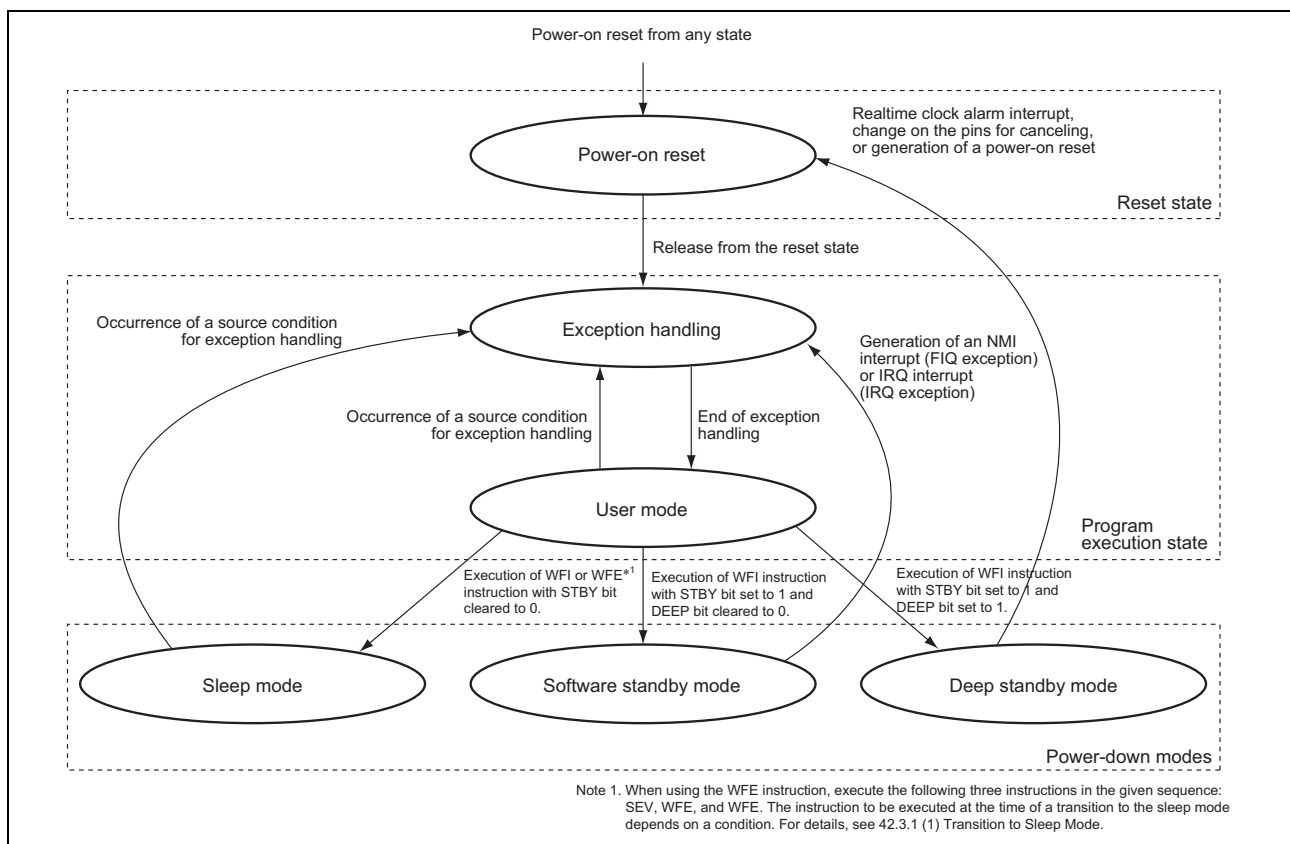 Power-on reset from any state
Realtime clock alarm interrupt,
change on the pins for canceling,
or generation of a power-on reset
Power-on reset
Reset state
Release from the reset state
Occurrence of a source condition
for exception handling
Exception handling
Generation of an NMI
interrupt (FIQ exception)
or IRQ interrupt
(IRQ exception)
Occurrence of a source condition
for exception handling
End of exception
handling
User mode
Program
execution state
Execution of WFI or WFE*1
instruction with STBY bit
cleared to 0.
Execution of WFI instruction
with STBY bit set to 1 and
DEEP bit cleared to 0.
Execution of WFI instruction
with STBY bit set to 1 and
DEEP bit set to 1.
Sleep mode
Software standby mode
Deep standby mode
Power-down modes
Note 1. When using the WFE instruction, execute the following three instructions in the given sequence:
SEV, WFE, and WFE. The instruction to be executed at the time of a transition to the sleep mode
depends on a condition. For details, see 42.3.1 (1) Transition to Sleep Mode.